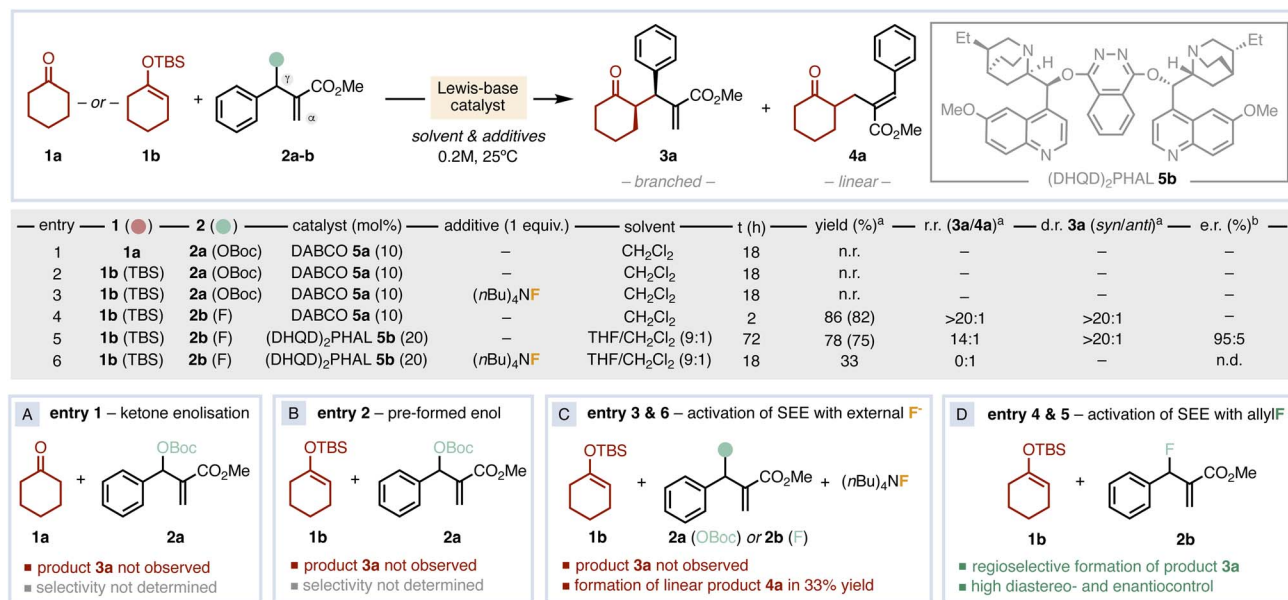 O
OTBS
– or –
+
γ
CO2Me
α
Lewis-base
catalyst
solvent & additives
0.2M, 25ºC
O
CO2Me
+
O
CO2Me
1a
1b
2a-b
3a
4a
– branched –
– linear –
Et
N
H
O
N N
O
H
N
Et
MeO
N
N
OMe
(DHQD)2PHAL 5b
entry 1 ( ) 2 ( ) catalyst (mol%) additive (1 equiv.) solvent t (h) yield (%)a r.r. (3a/4a)a d.r. 3a (syn/anti)a e.r. (%)b
1 1a 2a (OBoc) DABCO 5a (10) – CH2Cl2 18 n.r. – – –
2 1b (TBS) 2a (OBoc) DABCO 5a (10) – CH2Cl2 18 n.r. – – –
3 1b (TBS) 2a (OBoc) DABCO 5a (10) (nBu)4NF CH2Cl2 18 n.r. – – –
4 1b (TBS) 2b (F) DABCO 5a (10) – CH2Cl2 2 86 (82) >20:1 >20:1 –
5 1b (TBS) 2b (F) (DHQD)2PHAL 5b (20) – THF/CH2Cl2 (9:1) 72 78 (75) 14:1 >20:1 95:5
6 1b (TBS) 2b (F) (DHQD)2PHAL 5b (20) (nBu)4NF THF/CH2Cl2 (9:1) 18 33 0:1 – n.d.
A entry 1 – ketone enolisation
O
+
OBoc
CO2Me
1a
2a
product 3a not observed
selectivity not determined
B entry 2 – pre-formed enol
OTBS
+
OBoc
CO2Me
1b
2a
product 3a not observed
selectivity not determined
C entry 3 & 6 – activation of SEE with external F-
OTBS
+
CO2Me
+ (nBu)4NF
1b
2a (OBoc) or 2b (F)
product 3a not observed
formation of linear product 4a in 33% yield
D entry 4 & 5 – activation of SEE with allylF
OTBS
+
F
CO2Me
1b
2b
regioselective formation of product 3a
high diastereo- and enantiocontrol